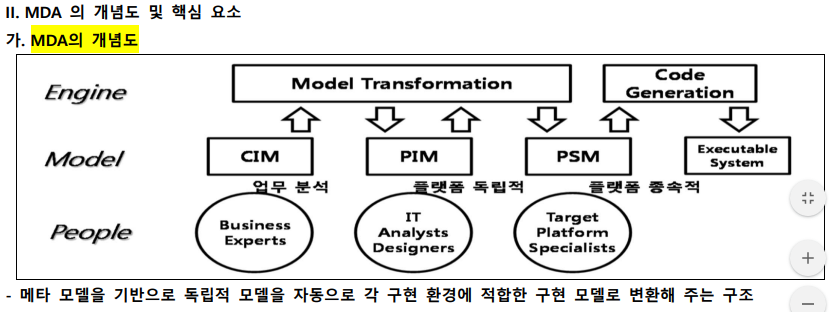 II. MDA 의 개념도 및 핵심 요소
가. MDA의 개념도
Engine
Model Transformation
Code
Generation
Model
CIM
PIM
PSM
Executable
System
업무 분석
플랫폼 독립적
플랫폼 종속적
People
Business
Experts
IT
Analysts
Designers
Target
Platform
Specialists
- 메타 모델을 기반으로 독립적 모델을 자동으로 각 구현 환경에 적합한 구현 모델로 변환해 주는 구조